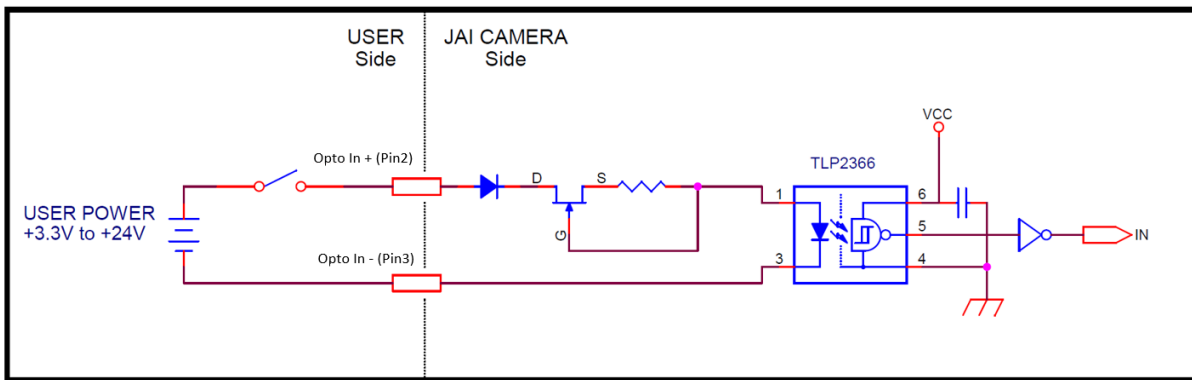 USER
Side
JAI CAMERA
Side
VCC
Opto In + (Pin2)
TLP2366
D
S
1
6
USER POWER
+3.3V to +24V
G
5
IN
Opto In - (Pin3)
3
4